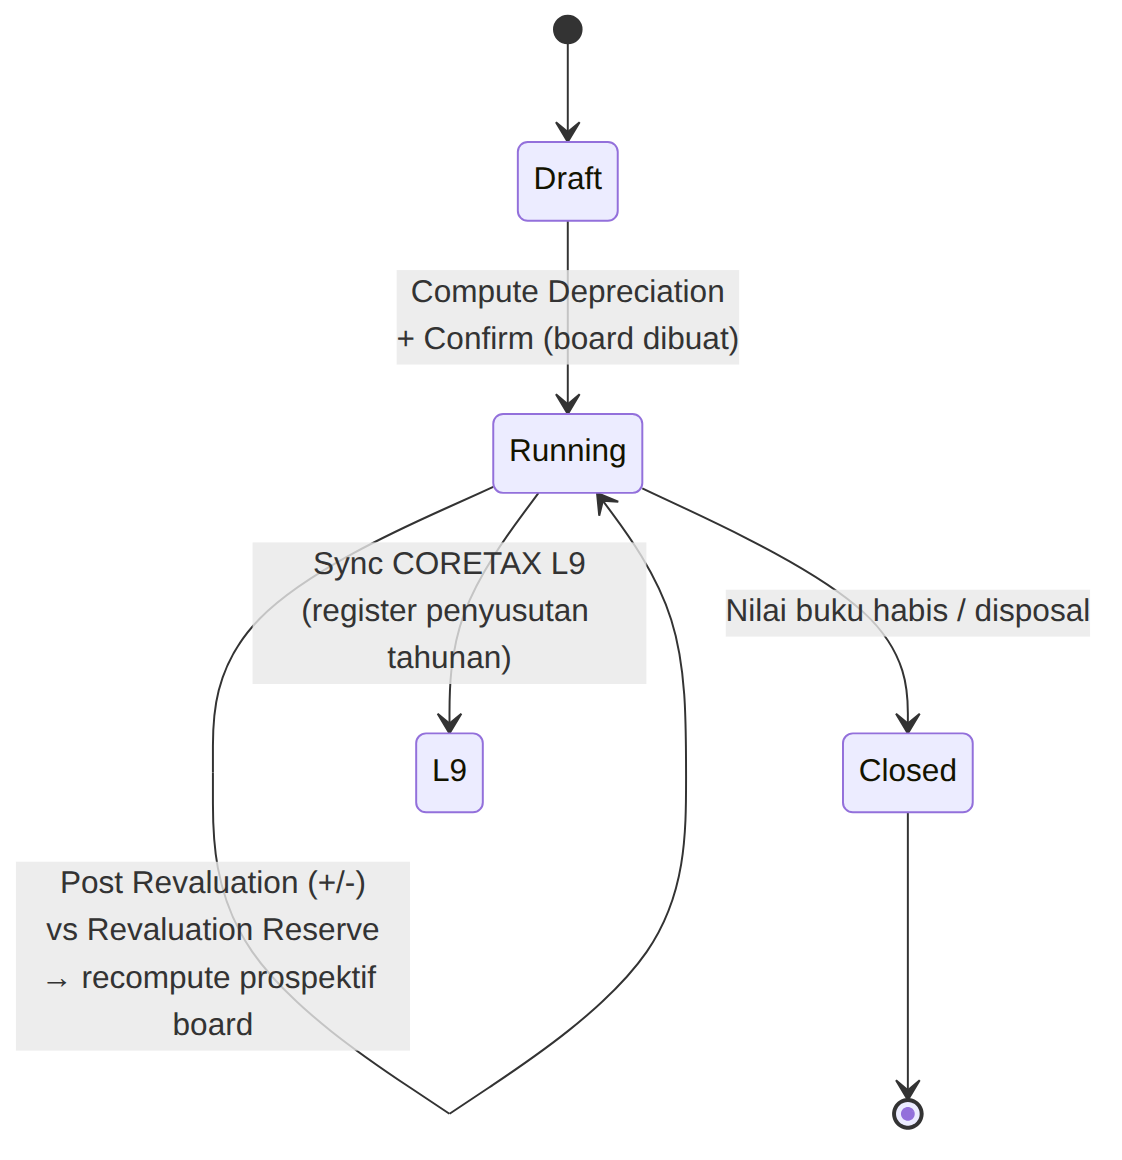 Draft
Compute Depreciation
+ Confirm (board dibuat)
Running
Sync CORETAX L9
(register penyusutan
tahunan)
Nilai buku habis / disposal
L9
Closed
Post Revaluation (+/-)
vs Revaluation Reserve
→ recompute prospektif
board